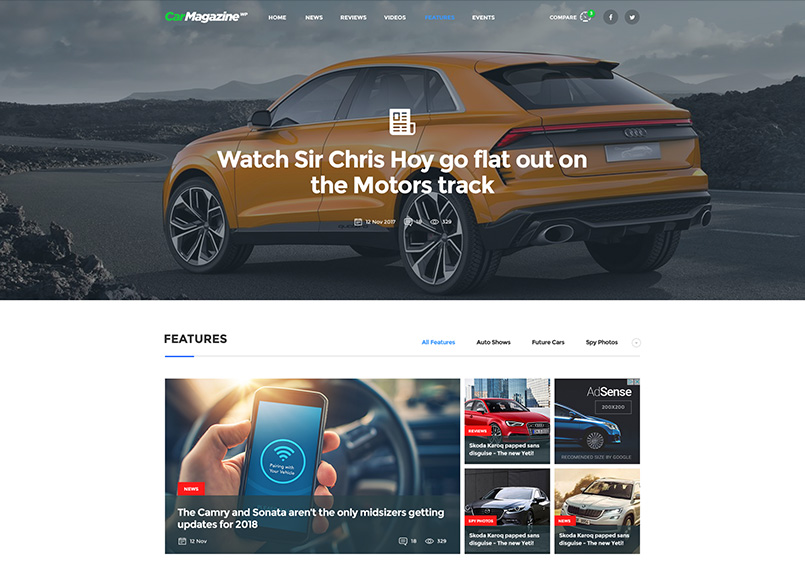 CarMagazine WP
HOME NEWS REVIEWS VIDEOS FEATURES EVENTS
COMPARE 3
Watch Sir Chris Hoy go flat out on
the Motors track
12 Nov 2017 18 329
FEATURES
All Features Auto Shows Future Cars Spy Photos
Pairing with
Your Vehicle
NEWS
The Camry and Sonata aren't the only midsizers getting
updates for 2018
12 Nov 18 329
REVIEWS
Skoda Karoq papped sans
disguise - The new Yeti!
AdSense
200X200
RECOMENDED SIZE BY GOOGLE
SPY PHOTOS
Skoda Karoq papped sans
disguise - The new Yeti!
NEWS
Skoda Karoq papped sans
disguise - The new Yeti!